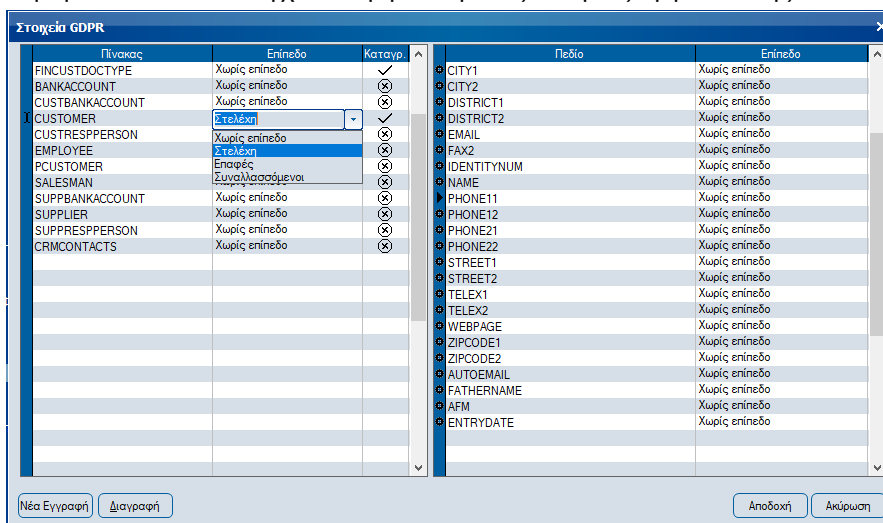 Στοιχεία GDPR
Πίνακας Επίπεδο Καταγρ.
FINCUSTDOCTYPE Χωρίς επίπεδο
BANKACCOUNT Χωρίς επίπεδο
CUSTBANKACCOUNT Χωρίς επίπεδο
CUSTOMER Στελέχη
CUSTRESPPERSON Χωρίς επίπεδο
EMPLOYEE Στελέχη
PCUSTOMER Επαφές
SALESMAN Συναλλασσόμενοι
SUPPBANKACCOUNT Χωρίς επίπεδο
SUPPLIER Χωρίς επίπεδο
SUPPRESPPERSON Χωρίς επίπεδο
CRMCONTACTS Χωρίς επίπεδο
Πεδίο Επίπεδο
CITY1 Χωρίς επίπεδο
CITY2 Χωρίς επίπεδο
DISTRICT1 Χωρίς επίπεδο
DISTRICT2 Χωρίς επίπεδο
EMAIL Χωρίς επίπεδο
FAX2 Χωρίς επίπεδο
IDENTITYNUM Χωρίς επίπεδο
NAME Χωρίς επίπεδο
PHONE11 Χωρίς επίπεδο
PHONE12 Χωρίς επίπεδο
PHONE21 Χωρίς επίπεδο
PHONE22 Χωρίς επίπεδο
STREET1 Χωρίς επίπεδο
STREET2 Χωρίς επίπεδο
TELEX1 Χωρίς επίπεδο
TELEX2 Χωρίς επίπεδο
WEBPAGE Χωρίς επίπεδο
ZIPCODE1 Χωρίς επίπεδο
ZIPCODE2 Χωρίς επίπεδο
AUTOEMAIL Χωρίς επίπεδο
FATHERNAME Χωρίς επίπεδο
AFM Χωρίς επίπεδο
ENTRYDATE Χωρίς επίπεδο
Νέα Εγγραφή Διαγραφή Αποδοχή Ακύρωση